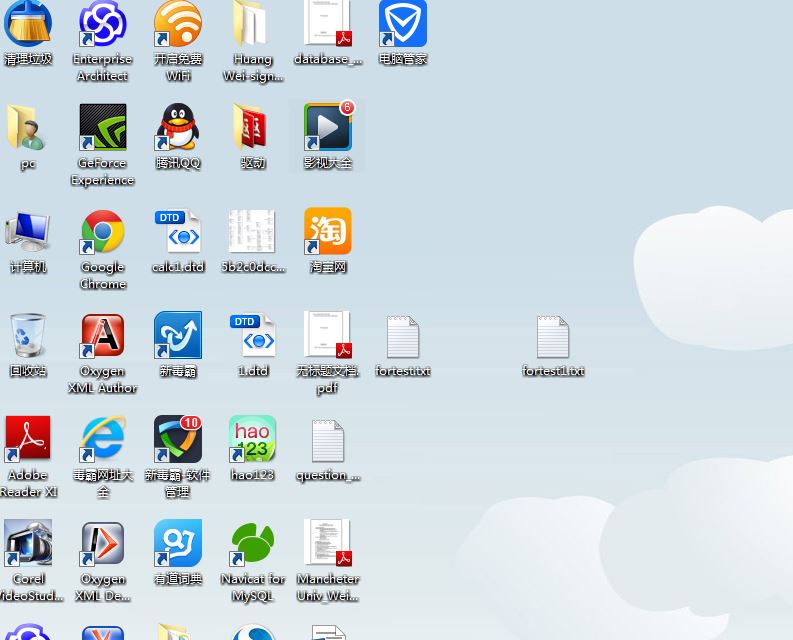 清理垃圾
Enterprise
Architect
开启免费
WiFi
Huang
Wei-sign...
database_...
电脑管家
pc
GeForce
Experience
腾讯QQ
驱动
6
影视大全
计算机
Google
Chrome
DTD
calc1.dtd
5b2c0dcc...
淘
淘宝网
回收站
Oxygen
XML Author
新毒霸
DTD
1.dtd
无标题文档.
pdf
fortest.txt
fortest1.txt
Adobe
Reader XI
毒霸网址大
全
10
新毒霸-软件
管理
hao
123
hao123
question_...
Corel
VideoStud...
Oxygen
XML De...
有道词典
Navicat for
MySQL
Mancheter
Univ_Wei...